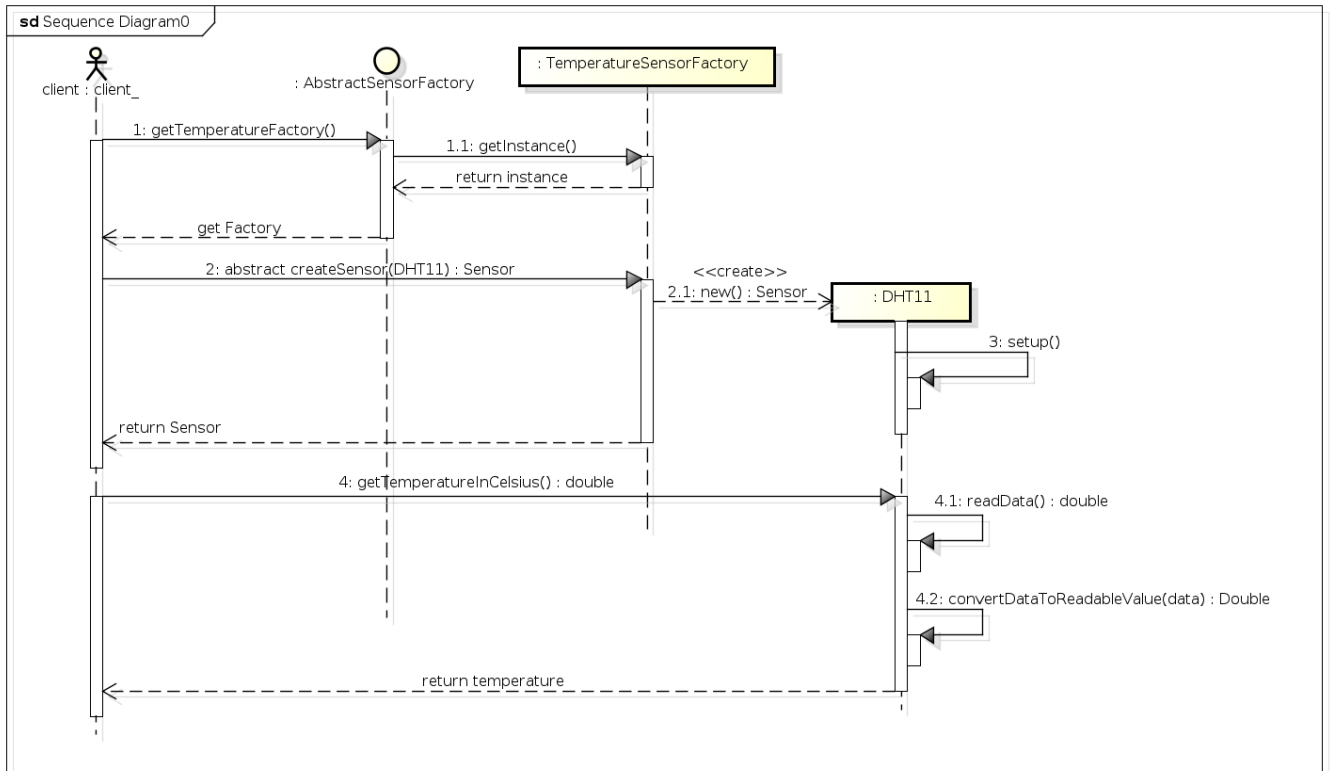 sd Sequence Diagram0
client : client_
: AbstractSensorFactory
: TemperatureSensorFactory
1: getTemperatureFactory()
1.1: getInstance()
return instance
get Factory
2: abstract createSensor(DHT11) : Sensor
<<create>>
2.1: new() : Sensor
: DHT11
3: setup()
return Sensor
4: getTemperatureInCelsius() : double
4.1: readData() : double
4.2: convertDataToReadableValue(data) : Double
return temperature